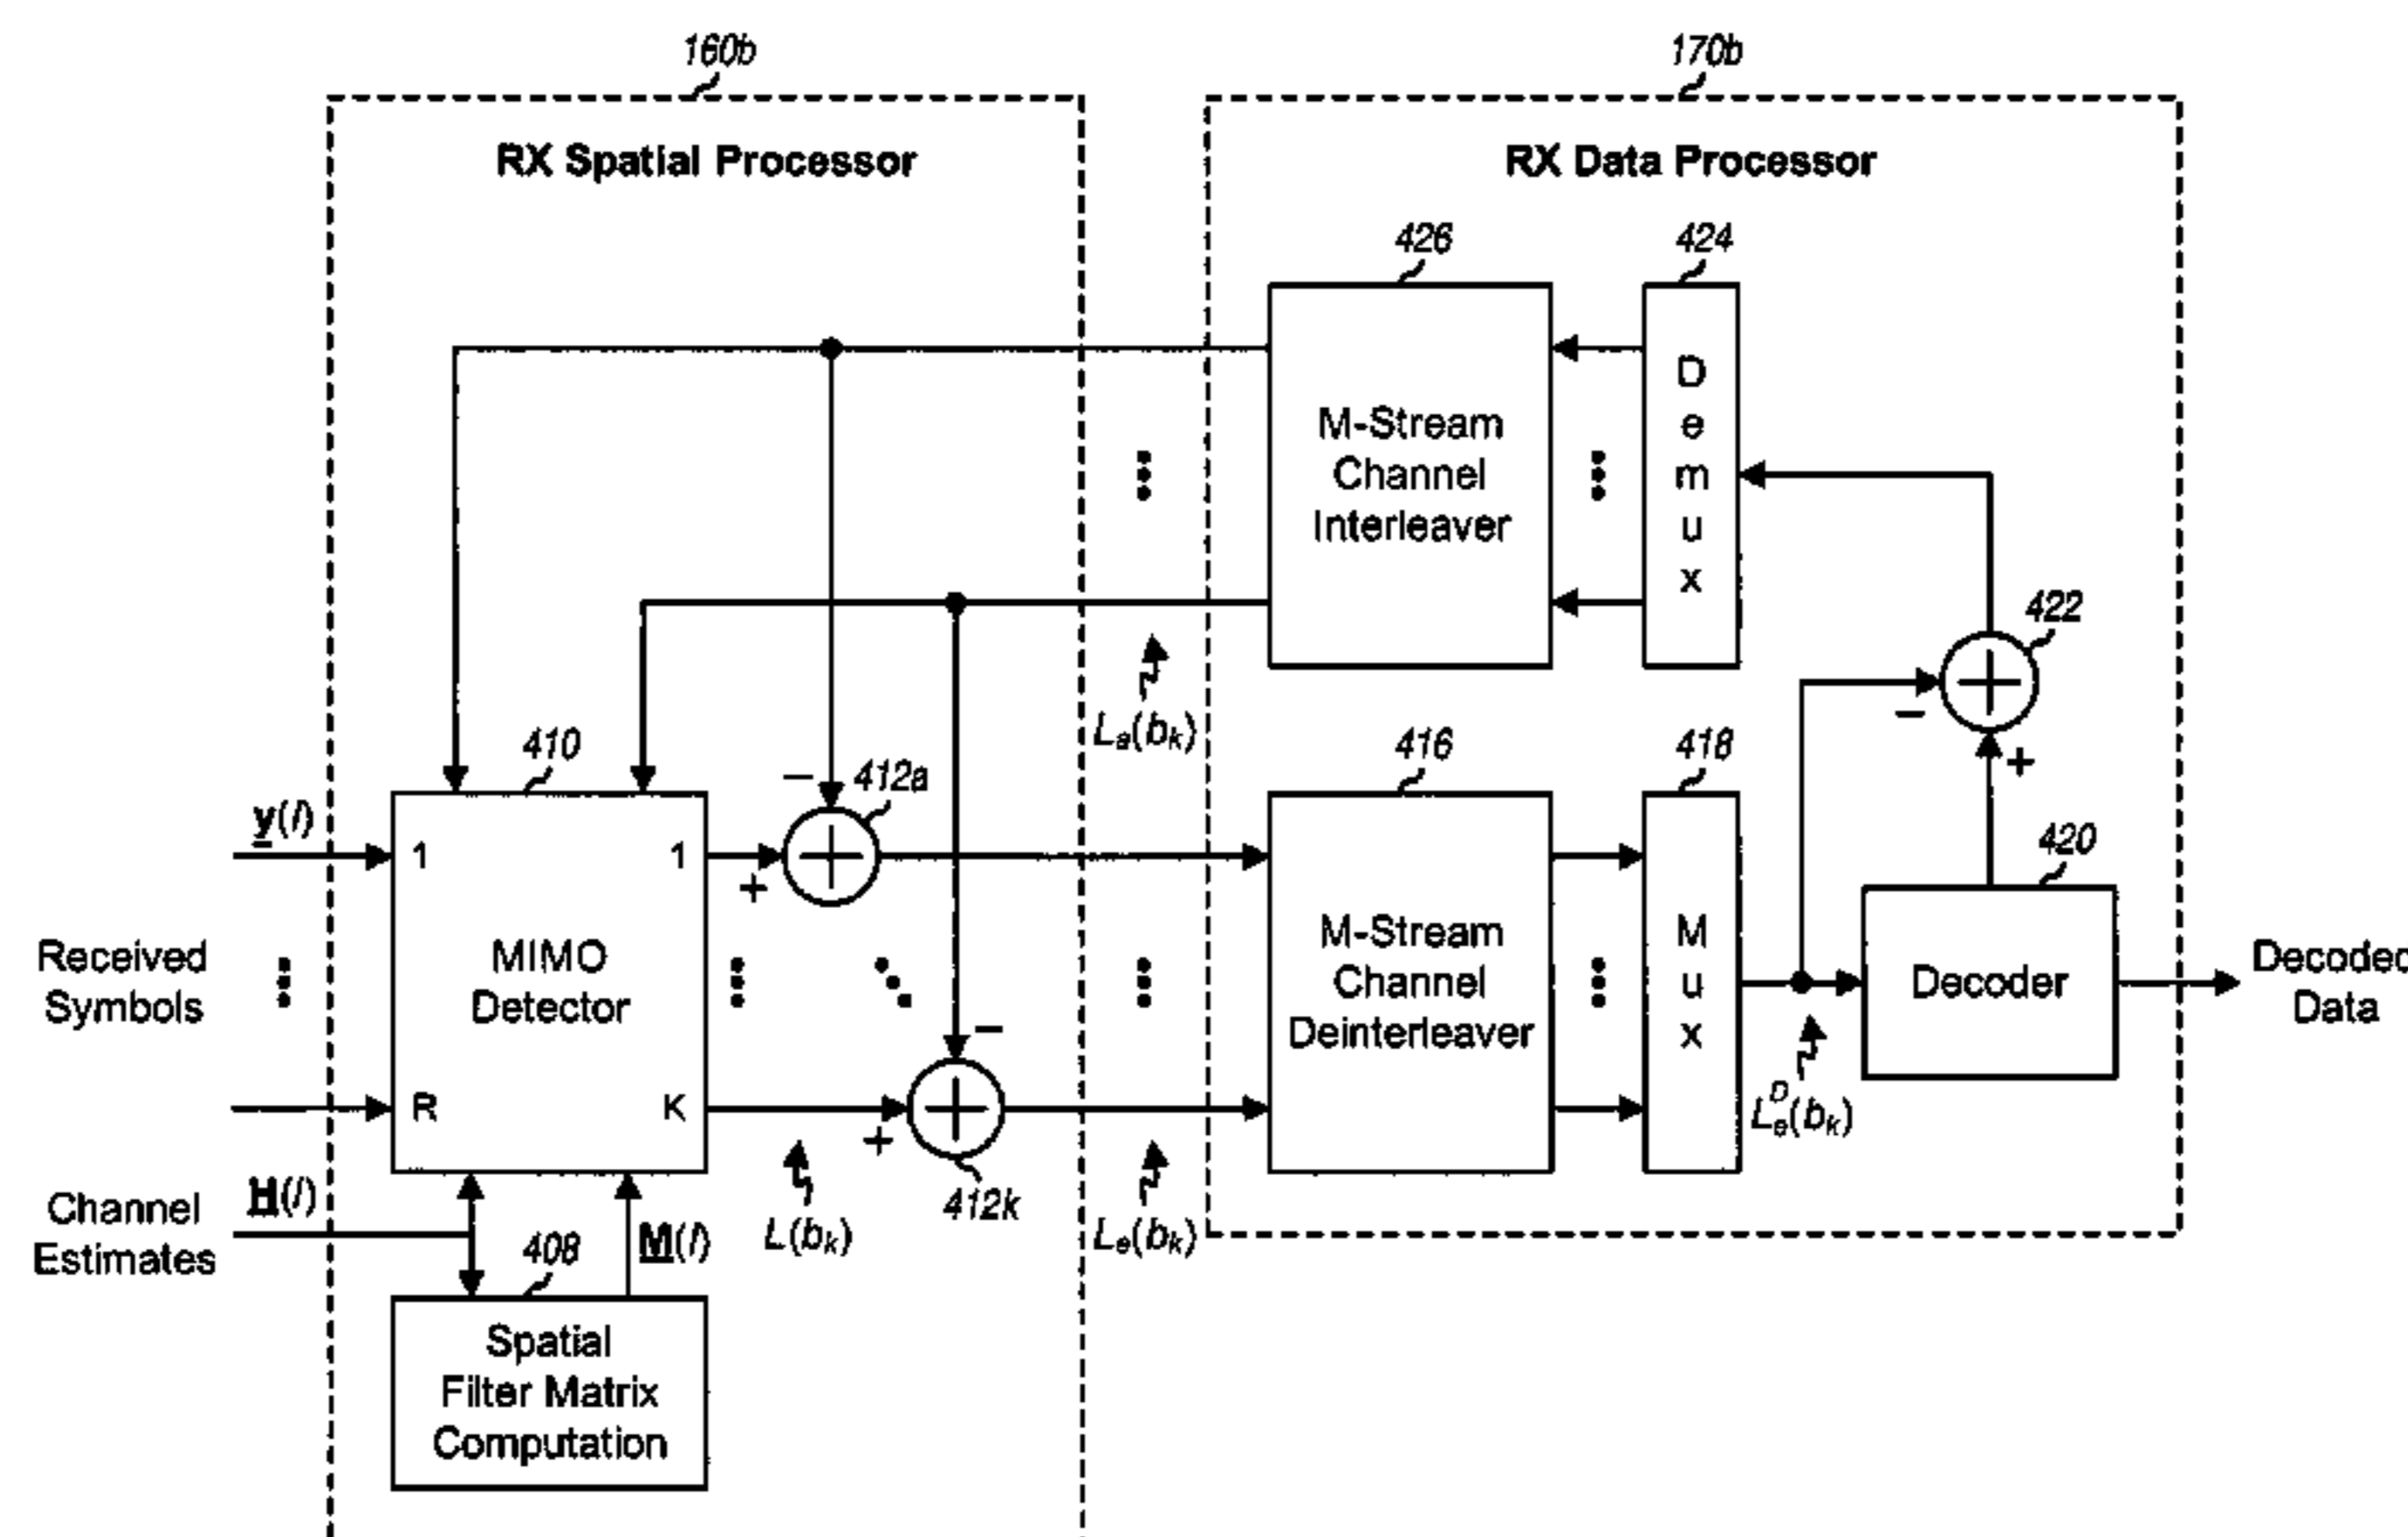 160b
170b
RX Spatial Processor
RX Data Processor
426
424
M-Stream
Channel
Interleaver
D
e
m
u
x
422
−
+
La(bk)
410
412a
416
418
420
y(l)
1
1
−
+
Received
Symbols
MIMO
Detector
M-Stream
Channel
Deinterleaver
M
u
x
Decoder
Decoded
Data
−
R
K
+
412k
L(bk)
Le(bk)
LeD(bk)
Channel
Estimates
H(l)
408
M(l)
Spatial
Filter Matrix
Computation